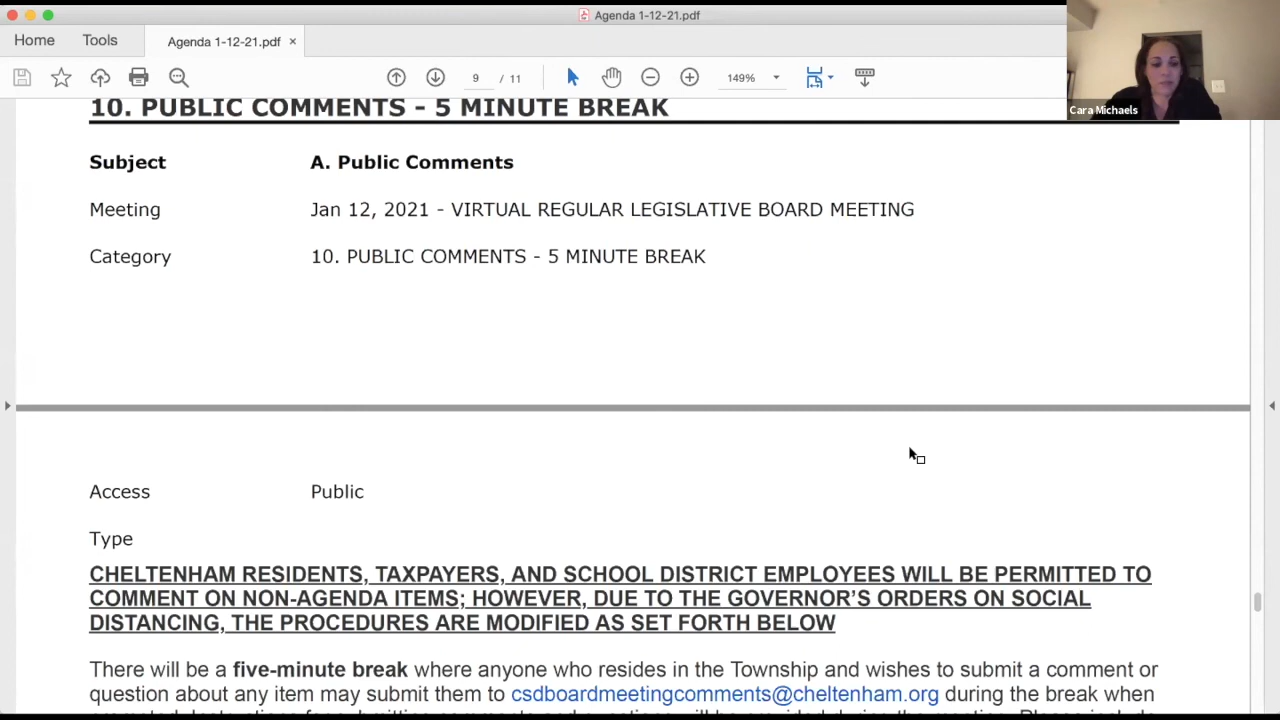 Agenda 1-12-21.pdf
Home
Tools
Agenda 1-12-21.pdf ×
9 / 11
149%
Cara Michaels
10. PUBLIC COMMENTS - 5 MINUTE BREAK
Subject A. Public Comments
Meeting Jan 12, 2021 - VIRTUAL REGULAR LEGISLATIVE BOARD MEETING
Category 10. PUBLIC COMMENTS - 5 MINUTE BREAK
Access Public
Type
CHELTENHAM RESIDENTS, TAXPAYERS, AND SCHOOL DISTRICT EMPLOYEES WILL BE PERMITTED TO
COMMENT ON NON-AGENDA ITEMS; HOWEVER, DUE TO THE GOVERNOR’S ORDERS ON SOCIAL
DISTANCING, THE PROCEDURES ARE MODIFIED AS SET FORTH BELOW
There will be a five-minute break where anyone who resides in the Township and wishes to submit a comment or
question about any item may submit them to csdboardmeetingcomments@cheltenham.org during the break when